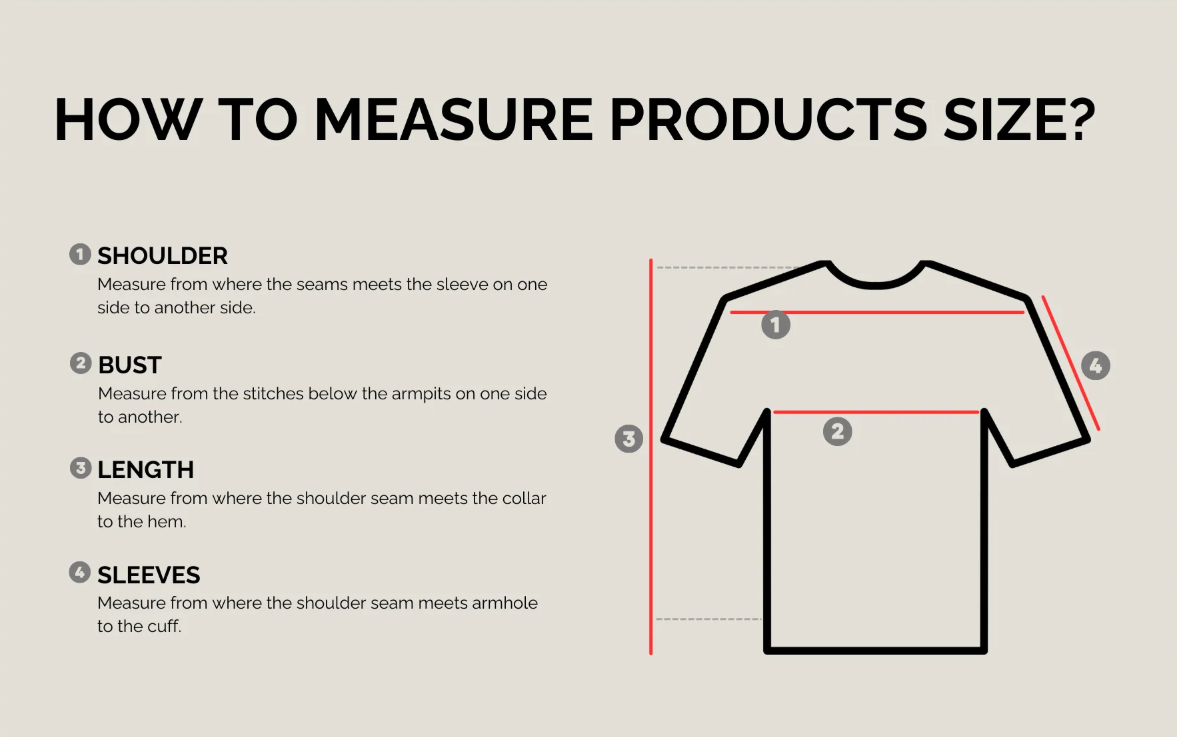 HOW TO MEASURE PRODUCTS SIZE?
1 SHOULDER
Measure from where the seams meets the sleeve on one
side to another side.
2 BUST
Measure from the stitches below the armpits on one side
to another.
3 LENGTH
Measure from where the shoulder seam meets the collar
to the hem.
4 SLEEVES
Measure from where the shoulder seam meets armhole
to the cuff.
1
4
2
3